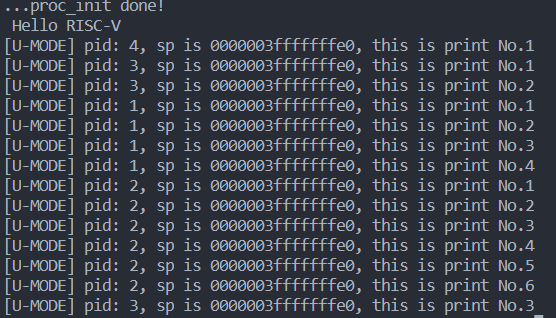 ...proc_init done!
 Hello RISC-V
[U-MODE] pid: 4, sp is 0000003fffffffe0, this is print No.1
[U-MODE] pid: 3, sp is 0000003fffffffe0, this is print No.1
[U-MODE] pid: 3, sp is 0000003fffffffe0, this is print No.2
[U-MODE] pid: 1, sp is 0000003fffffffe0, this is print No.1
[U-MODE] pid: 1, sp is 0000003fffffffe0, this is print No.2
[U-MODE] pid: 1, sp is 0000003fffffffe0, this is print No.3
[U-MODE] pid: 1, sp is 0000003fffffffe0, this is print No.4
[U-MODE] pid: 2, sp is 0000003fffffffe0, this is print No.1
[U-MODE] pid: 2, sp is 0000003fffffffe0, this is print No.2
[U-MODE] pid: 2, sp is 0000003fffffffe0, this is print No.3
[U-MODE] pid: 2, sp is 0000003fffffffe0, this is print No.4
[U-MODE] pid: 2, sp is 0000003fffffffe0, this is print No.5
[U-MODE] pid: 2, sp is 0000003fffffffe0, this is print No.6
[U-MODE] pid: 3, sp is 0000003fffffffe0, this is print No.3